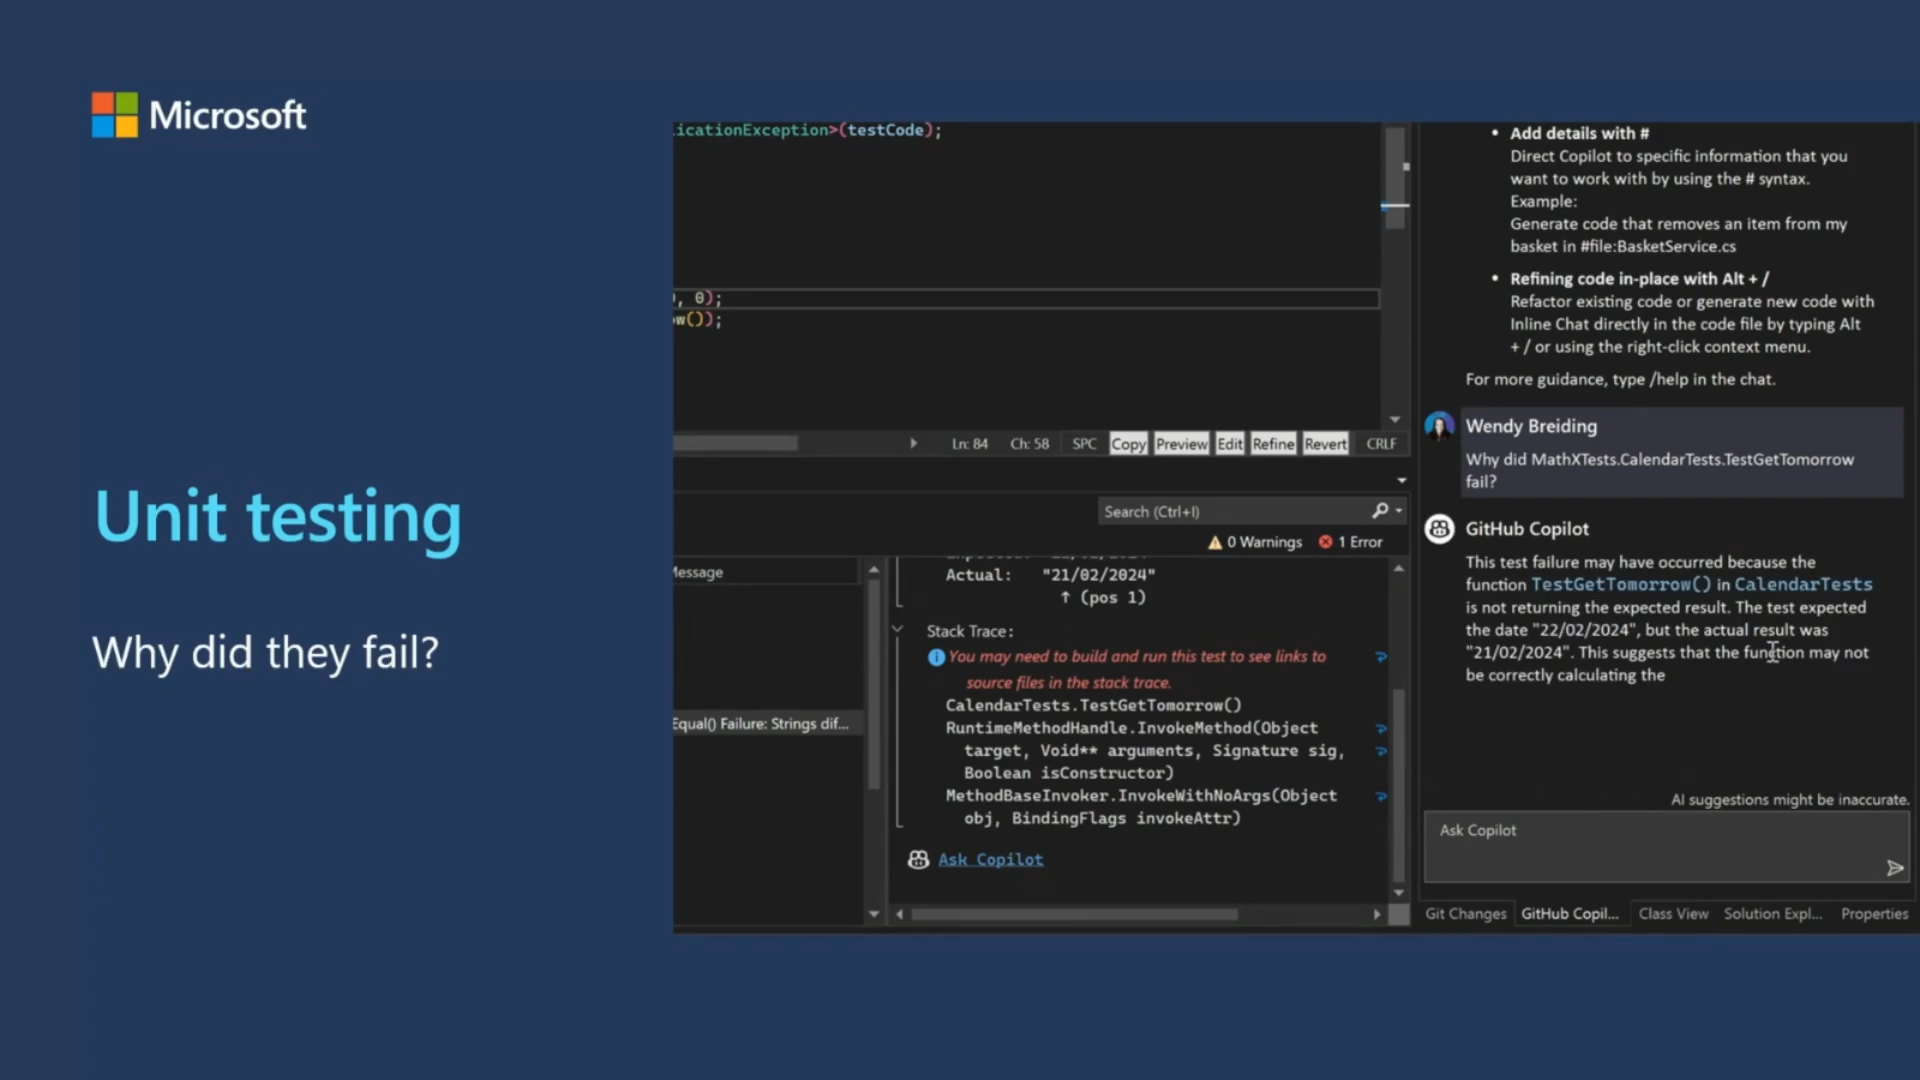 Microsoft
Unit testing
Why did they fail?
licationException>(testCode);
, 0);
w());
Ln: 84 Ch: 58 SPC Copy Preview Edit Refine Revert CRLF
Search (Ctrl+I)
0 Warnings 1 Error
Message
Equal() Failure: Strings dif...
Actual: "21/02/2024"
↑ (pos 1)
Stack Trace:
You may need to build and run this test to see links to
source files in the stack trace.
CalendarTests.TestGetTomorrow()
RuntimeMethodHandle.InvokeMethod(Object
target, Void** arguments, Signature sig,
Boolean isConstructor)
MethodBaseInvoker.InvokeWithNoArgs(Object
obj, BindingFlags invokeAttr)
Ask Copilot
• Add details with #
Direct Copilot to specific information that you
want to work with by using the # syntax.
Example:
Generate code that removes an item from my
basket in #file:BasketService.cs
• Refining code in-place with Alt + /
Refactor existing code or generate new code with
Inline Chat directly in the code file by typing Alt
+ / or using the right-click context menu.
For more guidance, type /help in the chat.
Wendy Breiding
Why did MathXTests.CalendarTests.TestGetTomorrow
fail?
GitHub Copilot
This test failure may have occurred because the
function TestGetTomorrow() in CalendarTests
is not returning the expected result. The test expected
the date "22/02/2024", but the actual result was
"21/02/2024". This suggests that the function may not
be correctly calculating the
AI suggestions might be inaccurate.
Ask Copilot
Git Changes GitHub Copil... Class View Solution Expl... Properties